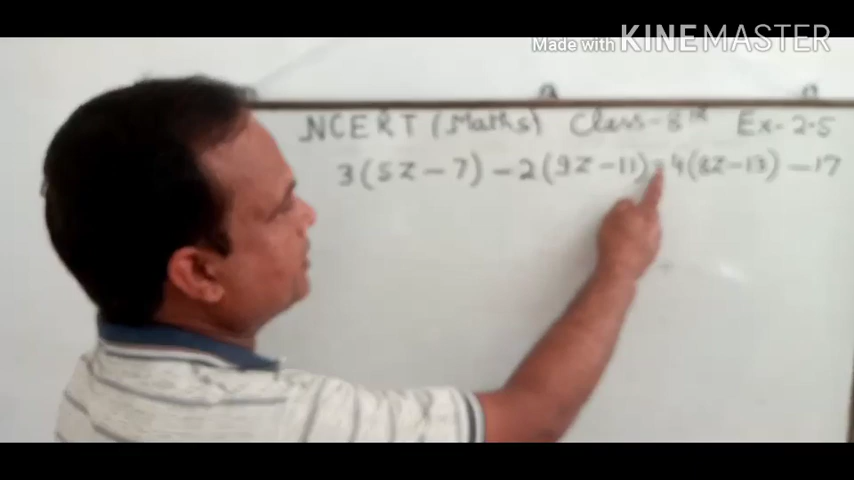 Made with KINEMASTER
NCERT (Maths) Class-8th Ex-2.5
3(5z-7)-2(9z-11)=4(8z-13)-17